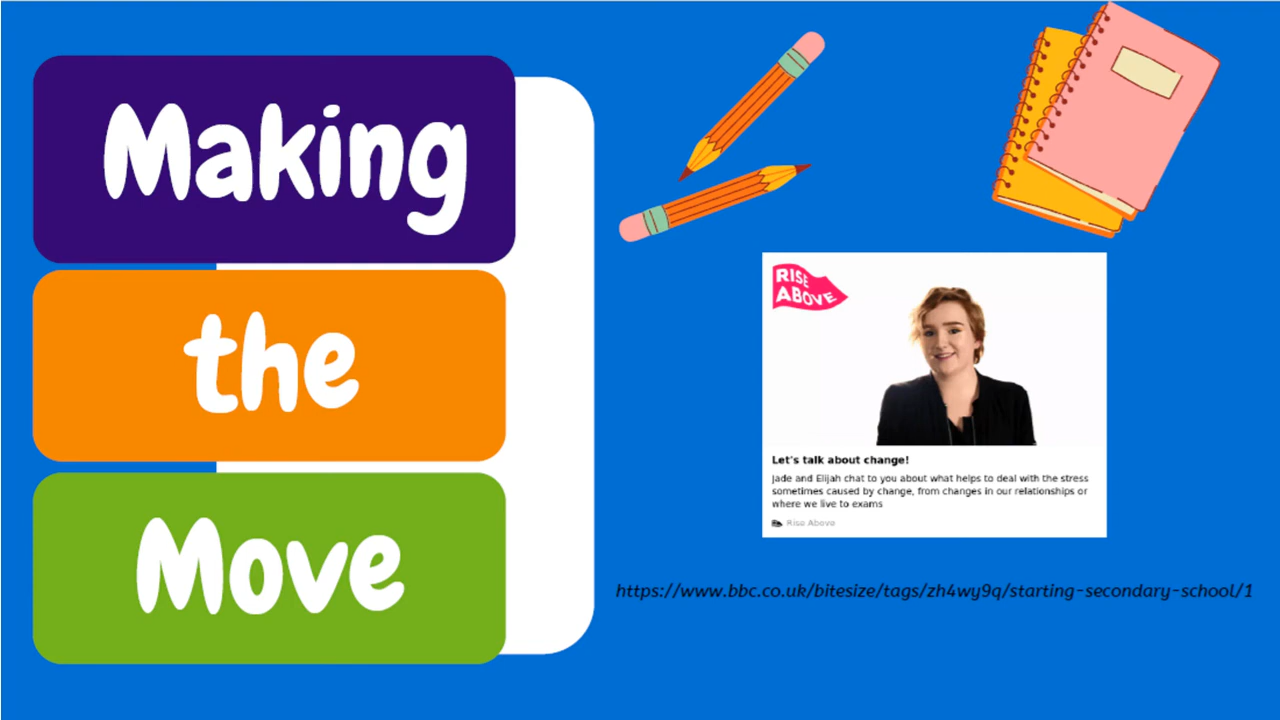 Making
the
Move
RISE
ABOVE
Let's talk about change!
Jade and Elijah chat to you about what helps to deal with the stress
sometimes caused by change, from changes in our relationships or
where we live to exams
Rise Above
https://www.bbc.co.uk/bitesize/tags/zh4wy9q/starting-secondary-school/1